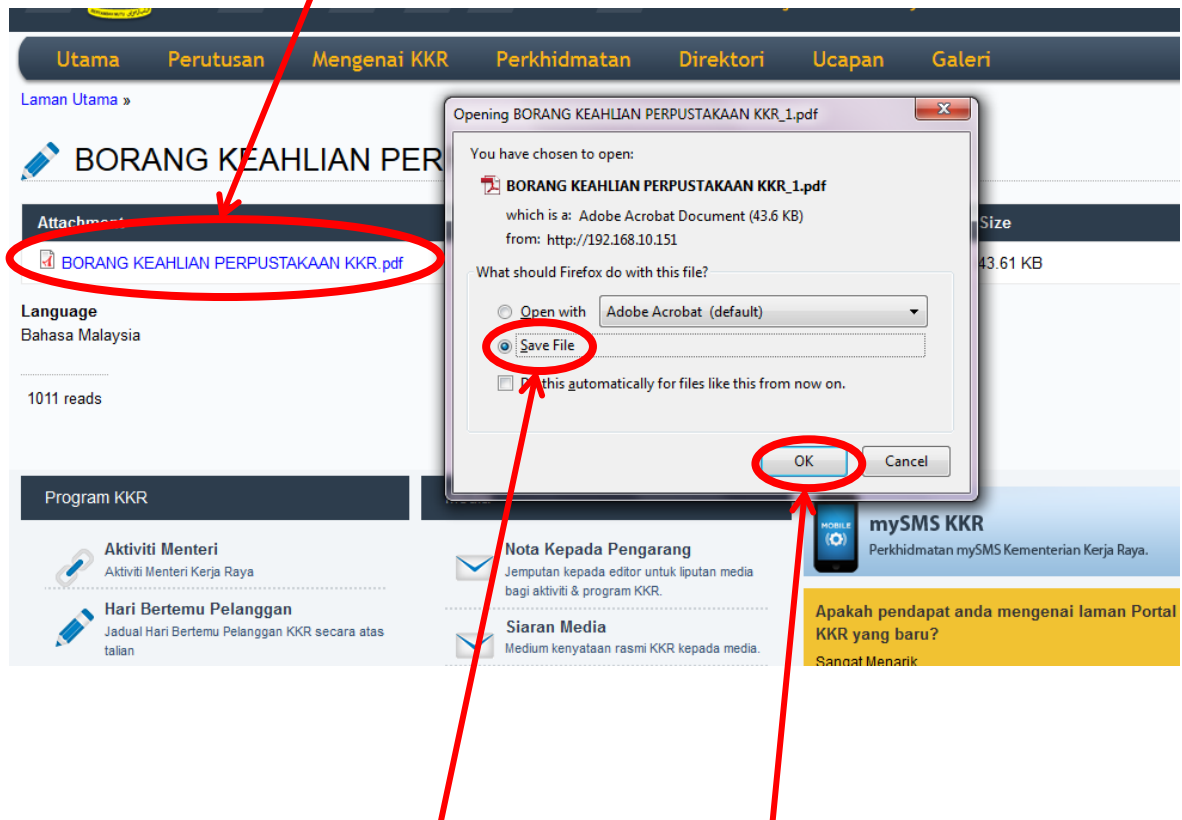 Utama Perutusan Mengenai KKR Perkhidmatan Direktori Ucapan Galeri
Laman Utama »
BORANG KEAHLIAN PER
Attachment Size
BORANG KEAHLIAN PERPUSTAKAAN KKR.pdf 43.61 KB
Language
Bahasa Malaysia
1011 reads
Opening BORANG KEAHLIAN PERPUSTAKAAN KKR_1.pdf
You have chosen to open:
BORANG KEAHLIAN PERPUSTAKAAN KKR_1.pdf
which is a: Adobe Acrobat Document (43.6 KB)
from: http://192.168.10.151
What should Firefox do with this file?
Open with Adobe Acrobat (default)
Save File
this automatically for files like this from now on.
OK Cancel
Program KKR
Aktiviti Menteri
Aktiviti Menteri Kerja Raya
Hari Bertemu Pelanggan
Jadual Hari Bertemu Pelanggan KKR secara atas
talian
Nota Kepada Pengarang
Jemputan kepada editor untuk liputan media
bagi aktiviti & program KKR.
Siaran Media
Medium kenyataan rasmi KKR kepada media.
MOBILE
mySMS KKR
Perkhidmatan mySMS Kementerian Kerja Raya.
Apakah pendapat anda mengenai laman Portal
KKR yang baru?
Sangat Menarik